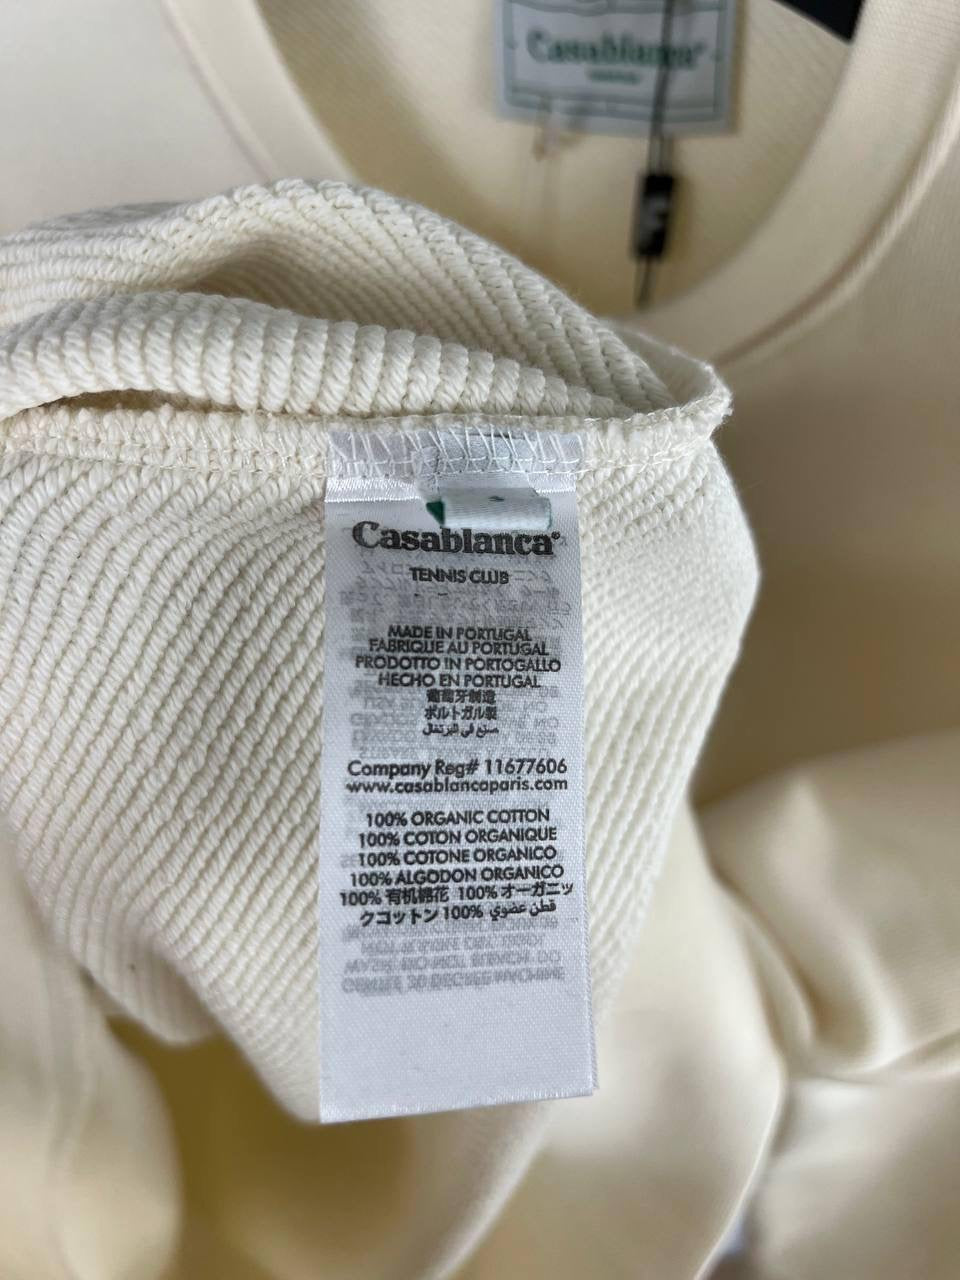 Casablanca
Casablanca®
TENNIS CLUB
MADE IN PORTUGAL
FABRIQUE AU PORTUGAL
PRODOTTO IN PORTOGALLO
HECHO EN PORTUGAL
葡萄牙制造
ポルトガル製
صنع في البرتغال
Company Reg# 11677606
www.casablancaparis.com
100% ORGANIC COTTON
100% COTON ORGANIQUE
100% COTONE ORGANICO
100% ALGODON ORGANICO
100% 有机棉花 100% オーガニッ
クコットン 100% قطن عضوي